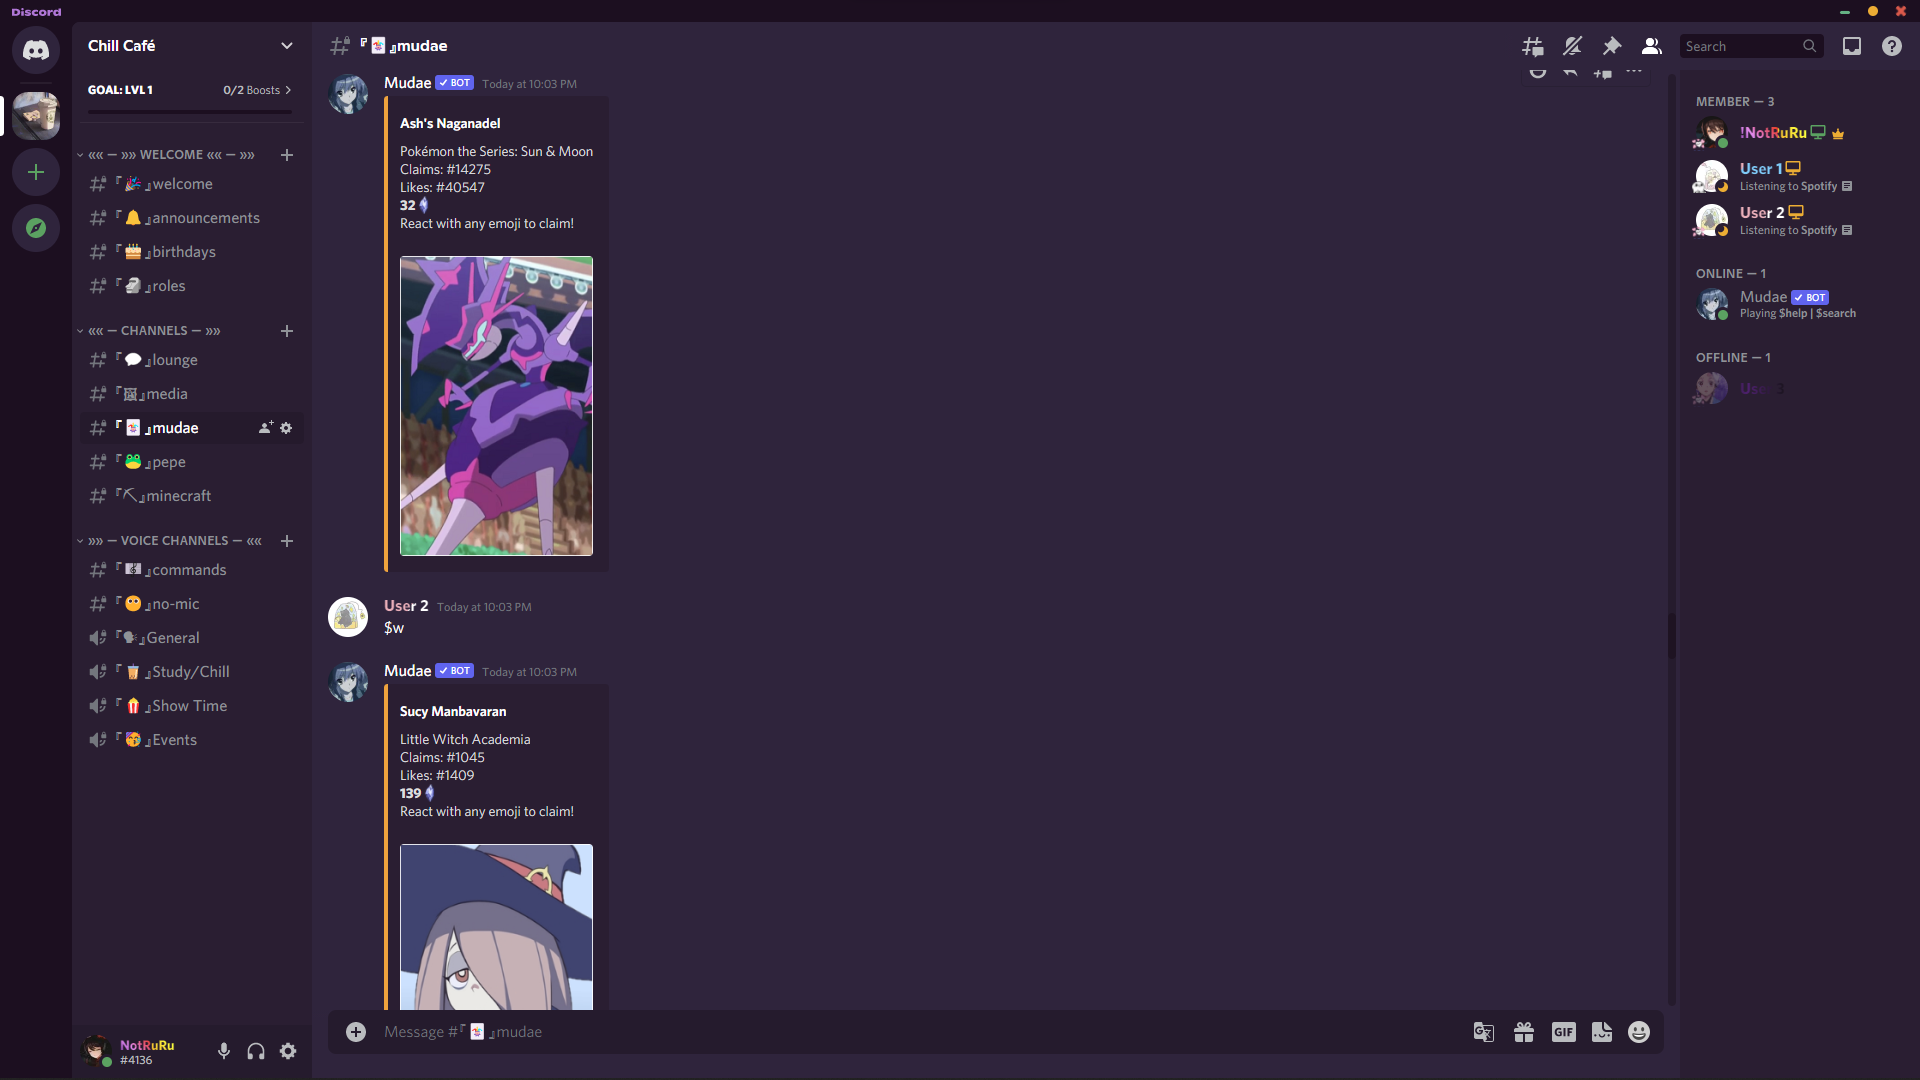 Discord
Chill Café
GOAL: LVL 1
0/2 Boosts
«« — »» WELCOME «« — »»
『🎉』welcome
『🔔』announcements
『🎂』birthdays
『🗿』roles
«« — CHANNELS — »»
『💬』lounge
『🖼』media
『🃏』mudae
『🐸』pepe
『⛏』minecraft
»» — VOICE CHANNELS — ««
『🎼』commands
『😶』no-mic
『🗣』General
『🧋』Study/Chill
『🍿』Show Time
『🥳』Events
NotRuRu
#4136
『🃏』mudae
Search
Mudae ✓ BOT Today at 10:03 PM
Ash's Naganadel
Pokémon the Series: Sun & Moon
Claims: #14275
Likes: #40547
32
React with any emoji to claim!
User 2 Today at 10:03 PM
$w
Mudae ✓ BOT Today at 10:03 PM
Sucy Manbavaran
Little Witch Academia
Claims: #1045
Likes: #1409
139
React with any emoji to claim!
Message #『🃏』mudae
GIF
MEMBER — 3
!NotRuRu
User 1
Listening to Spotify
User 2
Listening to Spotify
ONLINE — 1
Mudae ✓ BOT
Playing $help | $search
OFFLINE — 1
User 3